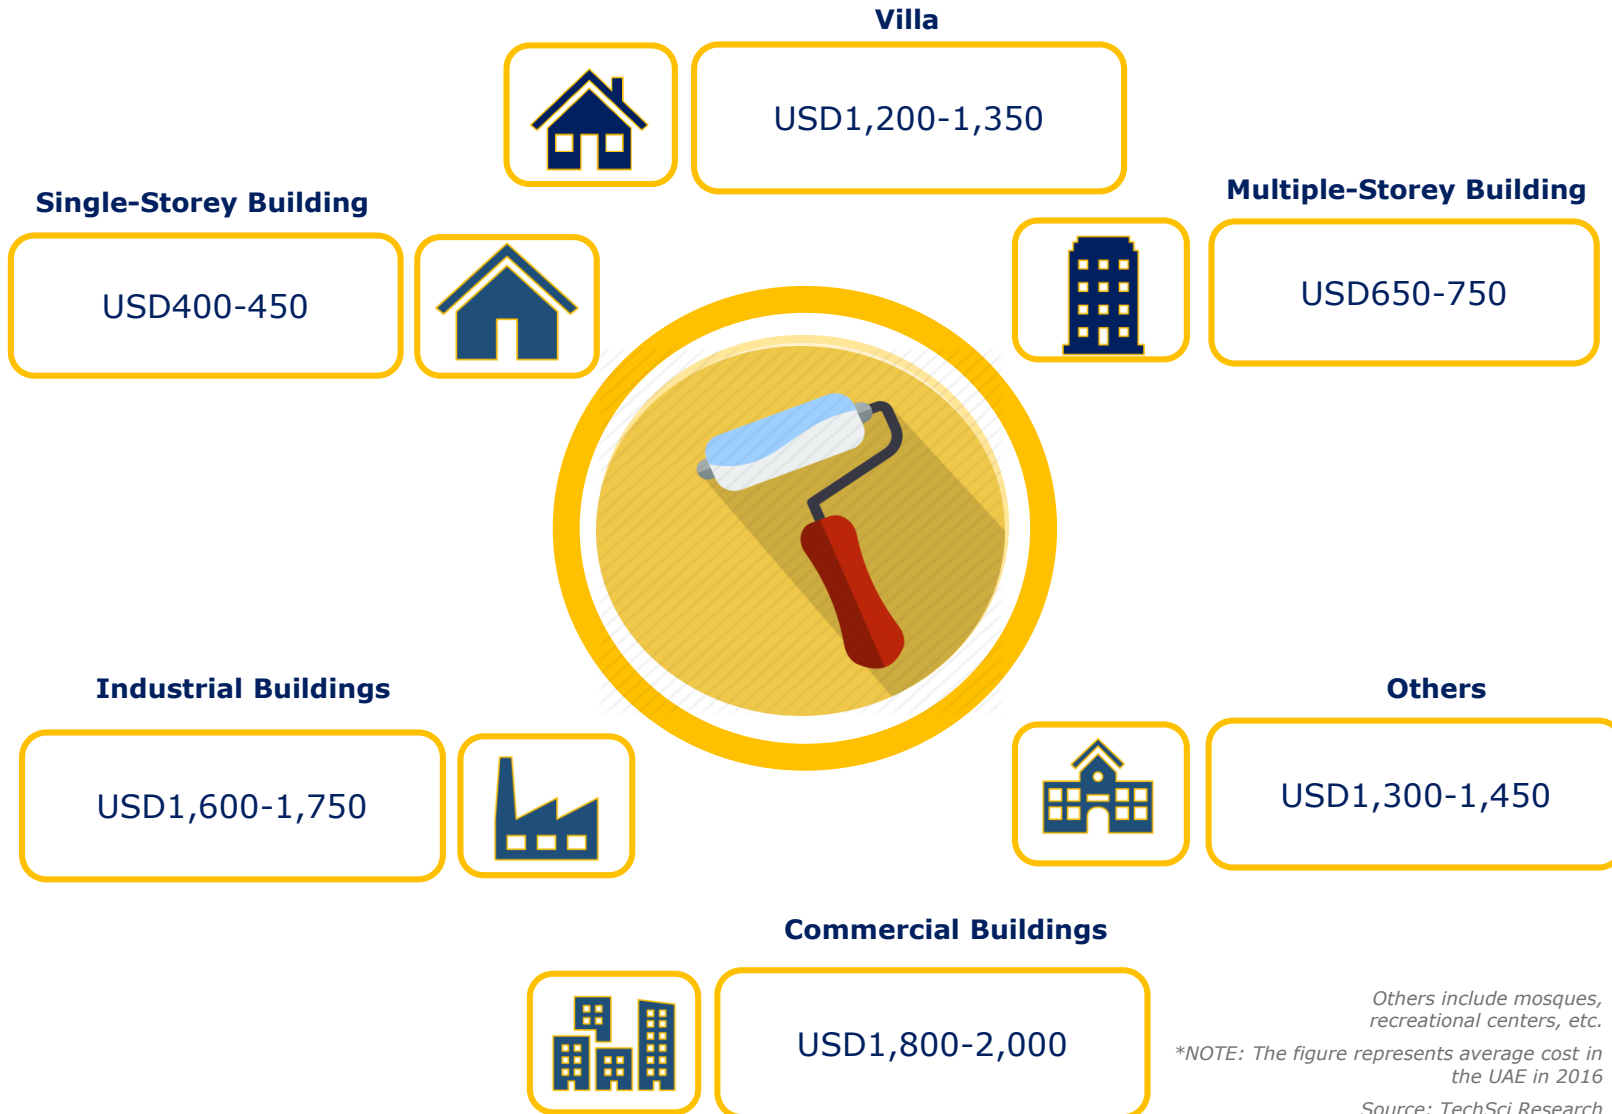 Villa
USD1,200-1,350
Single-Storey Building
USD400-450
Multiple-Storey Building
USD650-750
Industrial Buildings
USD1,600-1,750
Others
USD1,300-1,450
Commercial Buildings
USD1,800-2,000
Others include mosques,
recreational centers, etc.
*NOTE: The figure represents average cost in
the UAE in 2016
Source: TechSci Research